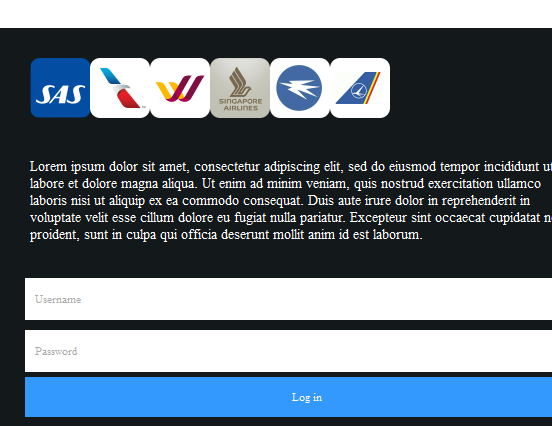 SAS
SINGAPORE
AIRLINES
Lorem ipsum dolor sit amet, consectetur adipiscing elit, sed do eiusmod tempor incididunt ut
labore et dolore magna aliqua. Ut enim ad minim veniam, quis nostrud exercitation ullamco
laboris nisi ut aliquip ex ea commodo consequat. Duis aute irure dolor in reprehenderit in
voluptate velit esse cillum dolore eu fugiat nulla pariatur. Excepteur sint occaecat cupidatat n
proident, sunt in culpa qui officia deserunt mollit anim id est laborum.
Username
Password
Log in